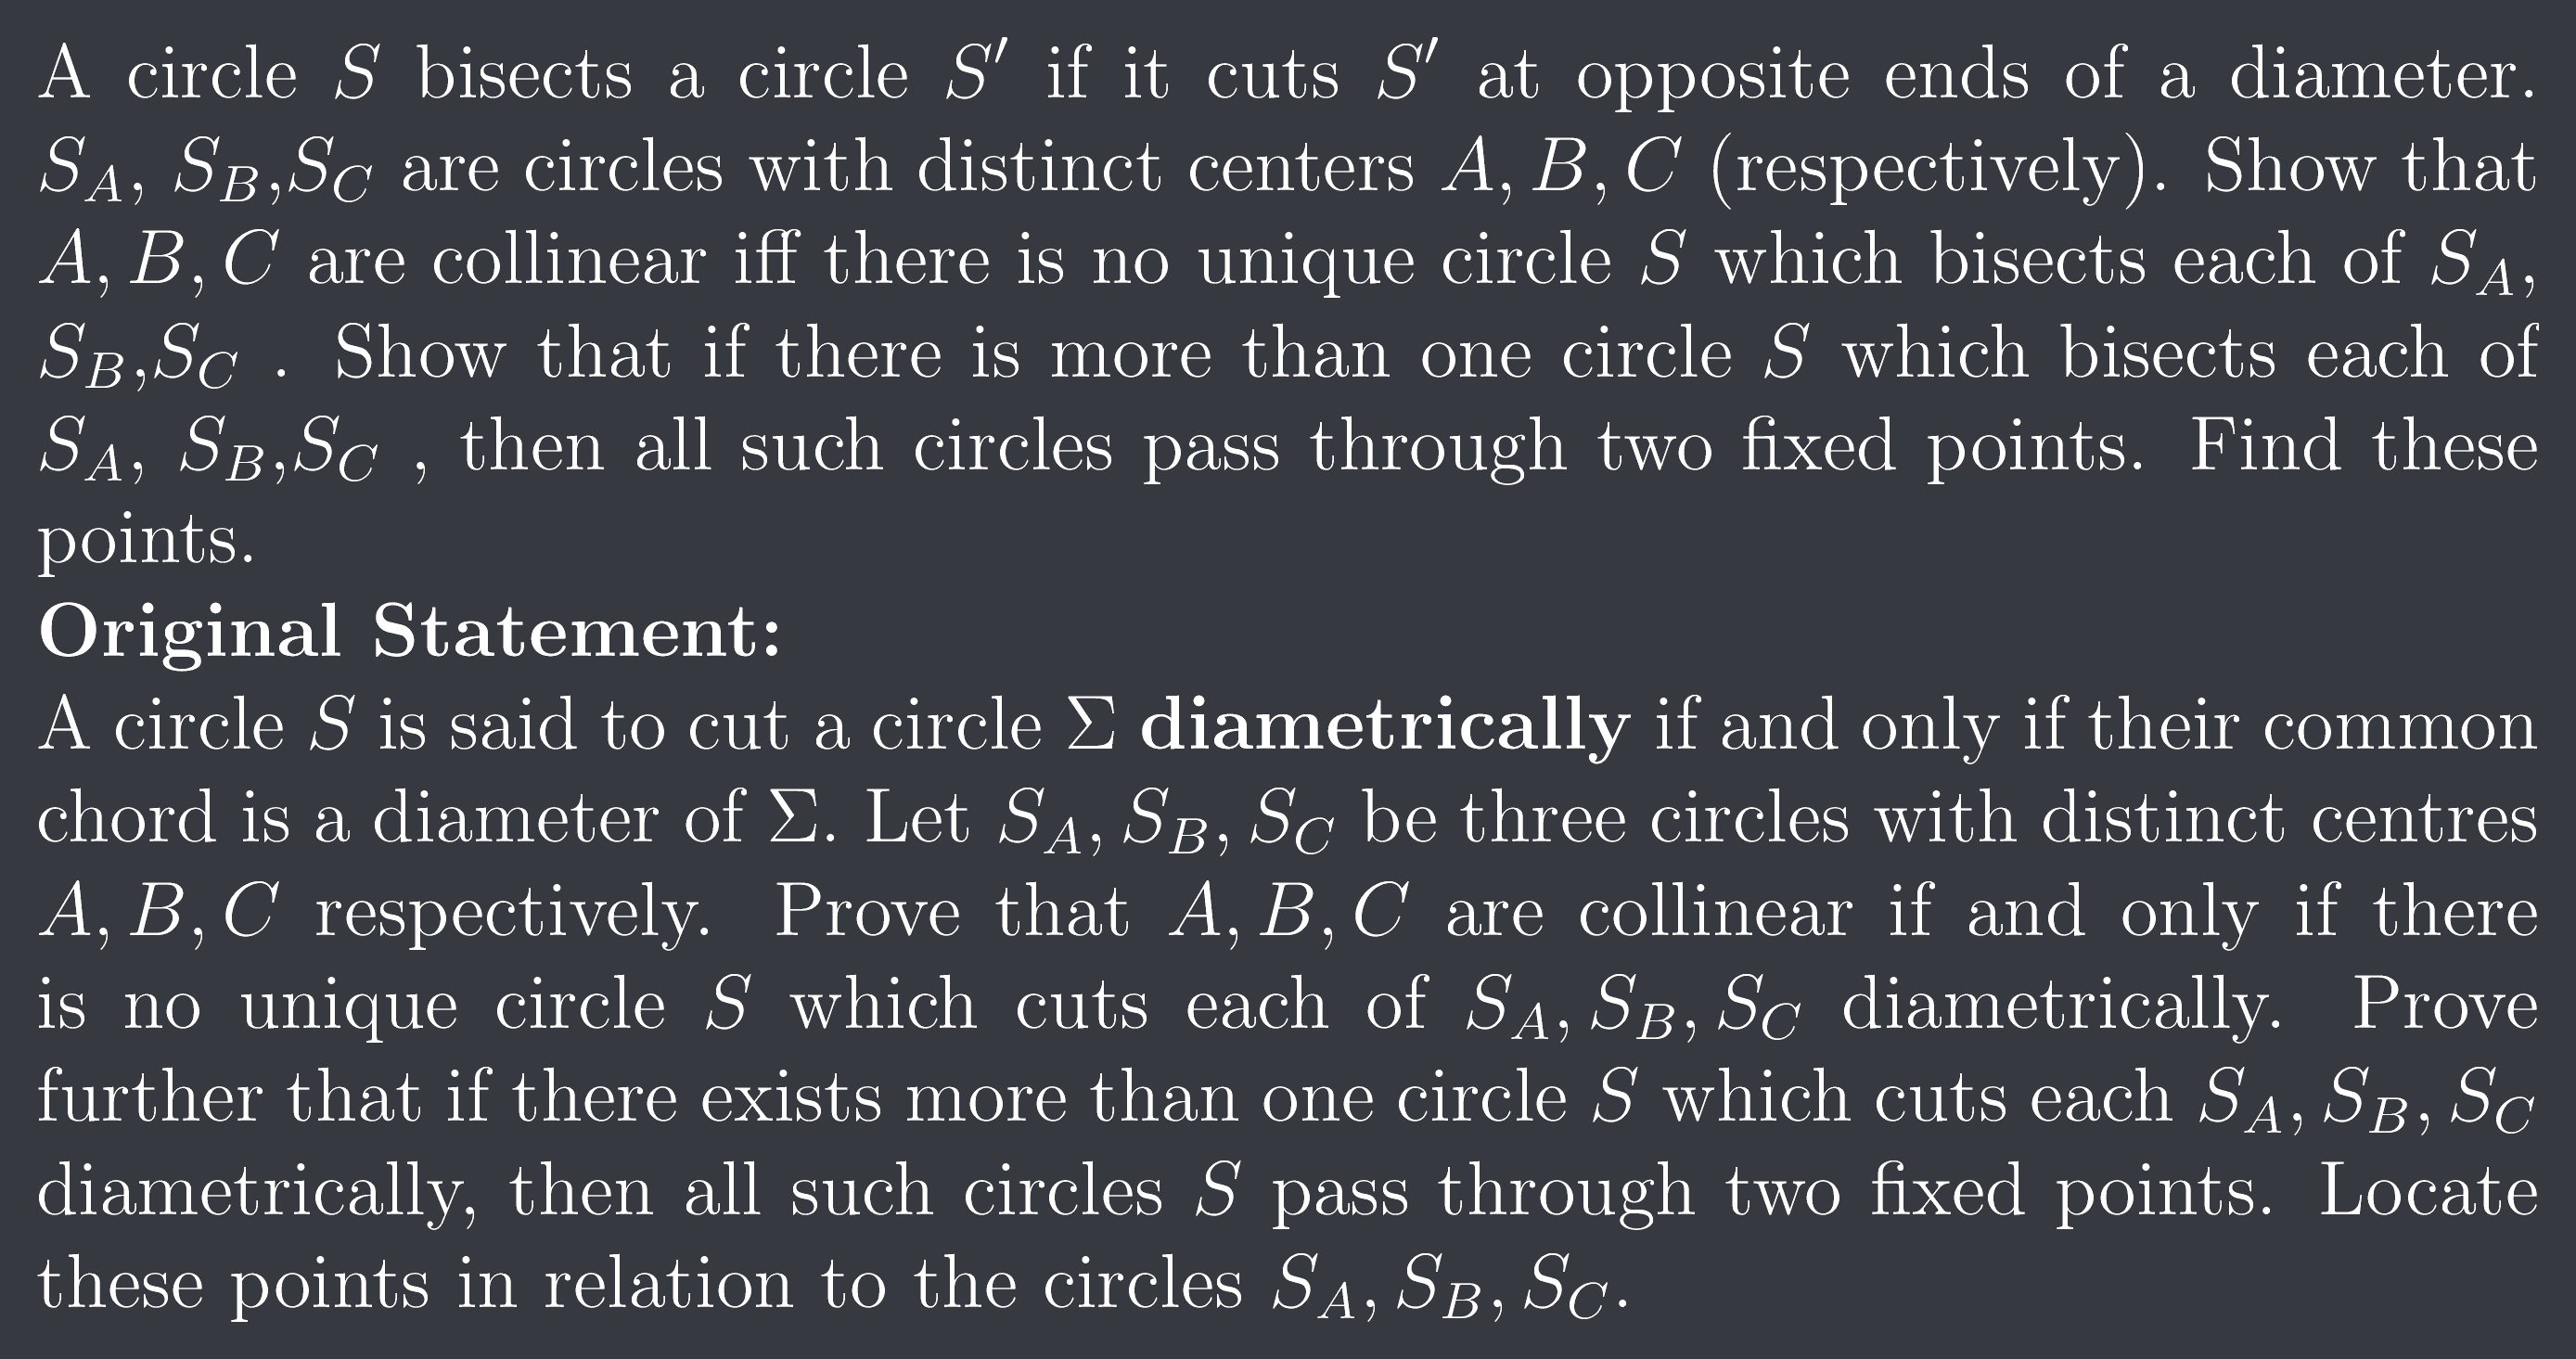 A circle $S$ bisects a circle $S'$ if it cuts $S'$ at opposite ends of a diameter.
$S_A$, $S_B$,$S_C$ are circles with distinct centers $A, B, C$ (respectively). Show that
$A, B, C$ are collinear iff there is no unique circle $S$ which bisects each of $S_A$,
$S_B$,$S_C$ . Show that if there is more than one circle $S$ which bisects each of
$S_A$, $S_B$,$S_C$ , then all such circles pass through two fixed points. Find these
points.
Original Statement:
A circle $S$ is said to cut a circle $\Sigma$ diametrically if and only if their common
chord is a diameter of $\Sigma$. Let $S_A, S_B, S_C$ be three circles with distinct centres
$A, B, C$ respectively. Prove that $A, B, C$ are collinear if and only if there
is no unique circle $S$ which cuts each of $S_A, S_B, S_C$ diametrically. Prove
further that if there exists more than one circle $S$ which cuts each $S_A, S_B, S_C$
diametrically, then all such circles $S$ pass through two fixed points. Locate
these points in relation to the circles $S_A, S_B, S_C$.